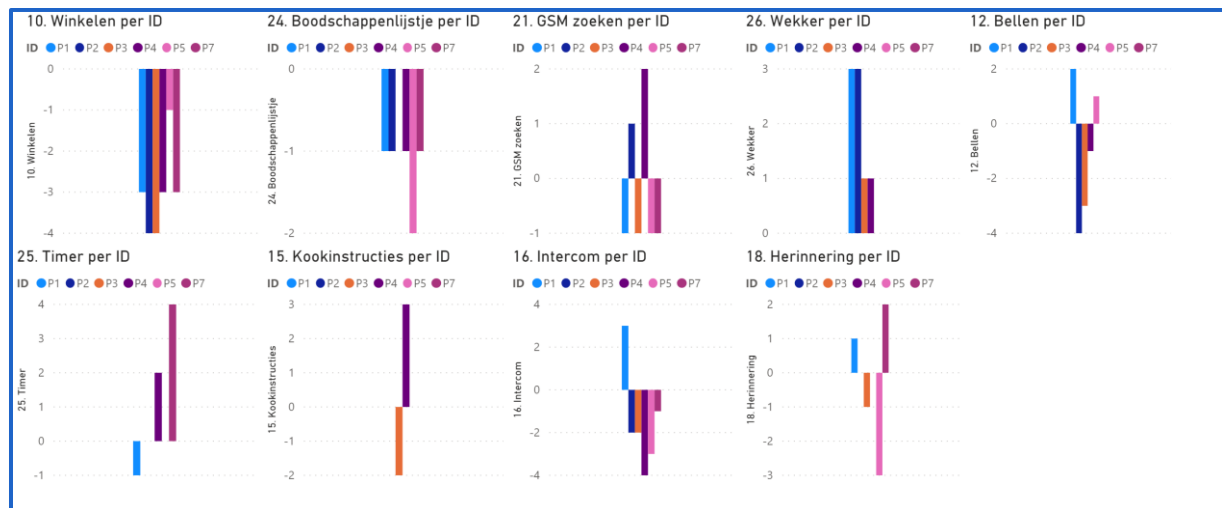 10. Winkelen per ID
ID P1 P2 P3 P4 P5 P7
0
-1
-2
-3
-4
10. Winkelen
24. Boodschappenlijstje per ID
ID P1 P2 P3 P4 P5 P7
0
-1
-2
24. Boodschappenlijstje
21. GSM zoeken per ID
ID P1 P2 P3 P4 P5 P7
2
1
0
-1
21. GSM zoeken
26. Wekker per ID
ID P1 P2 P3 P4 P5 P7
3
2
1
0
26. Wekker
12. Bellen per ID
ID P1 P2 P3 P4 P5 P7
2
0
-2
-4
12. Bellen
25. Timer per ID
ID P1 P2 P3 P4 P5 P7
4
3
2
1
0
-1
25. Timer
15. Kookinstructies per ID
ID P1 P2 P3 P4 P5 P7
3
2
1
0
-1
-2
15. Kookinstructies
16. Intercom per ID
ID P1 P2 P3 P4 P5 P7
4
2
0
-2
-4
16. Intercom
18. Herinnering per ID
ID P1 P2 P3 P4 P5 P7
2
1
0
-1
-2
-3
18. Herinnering